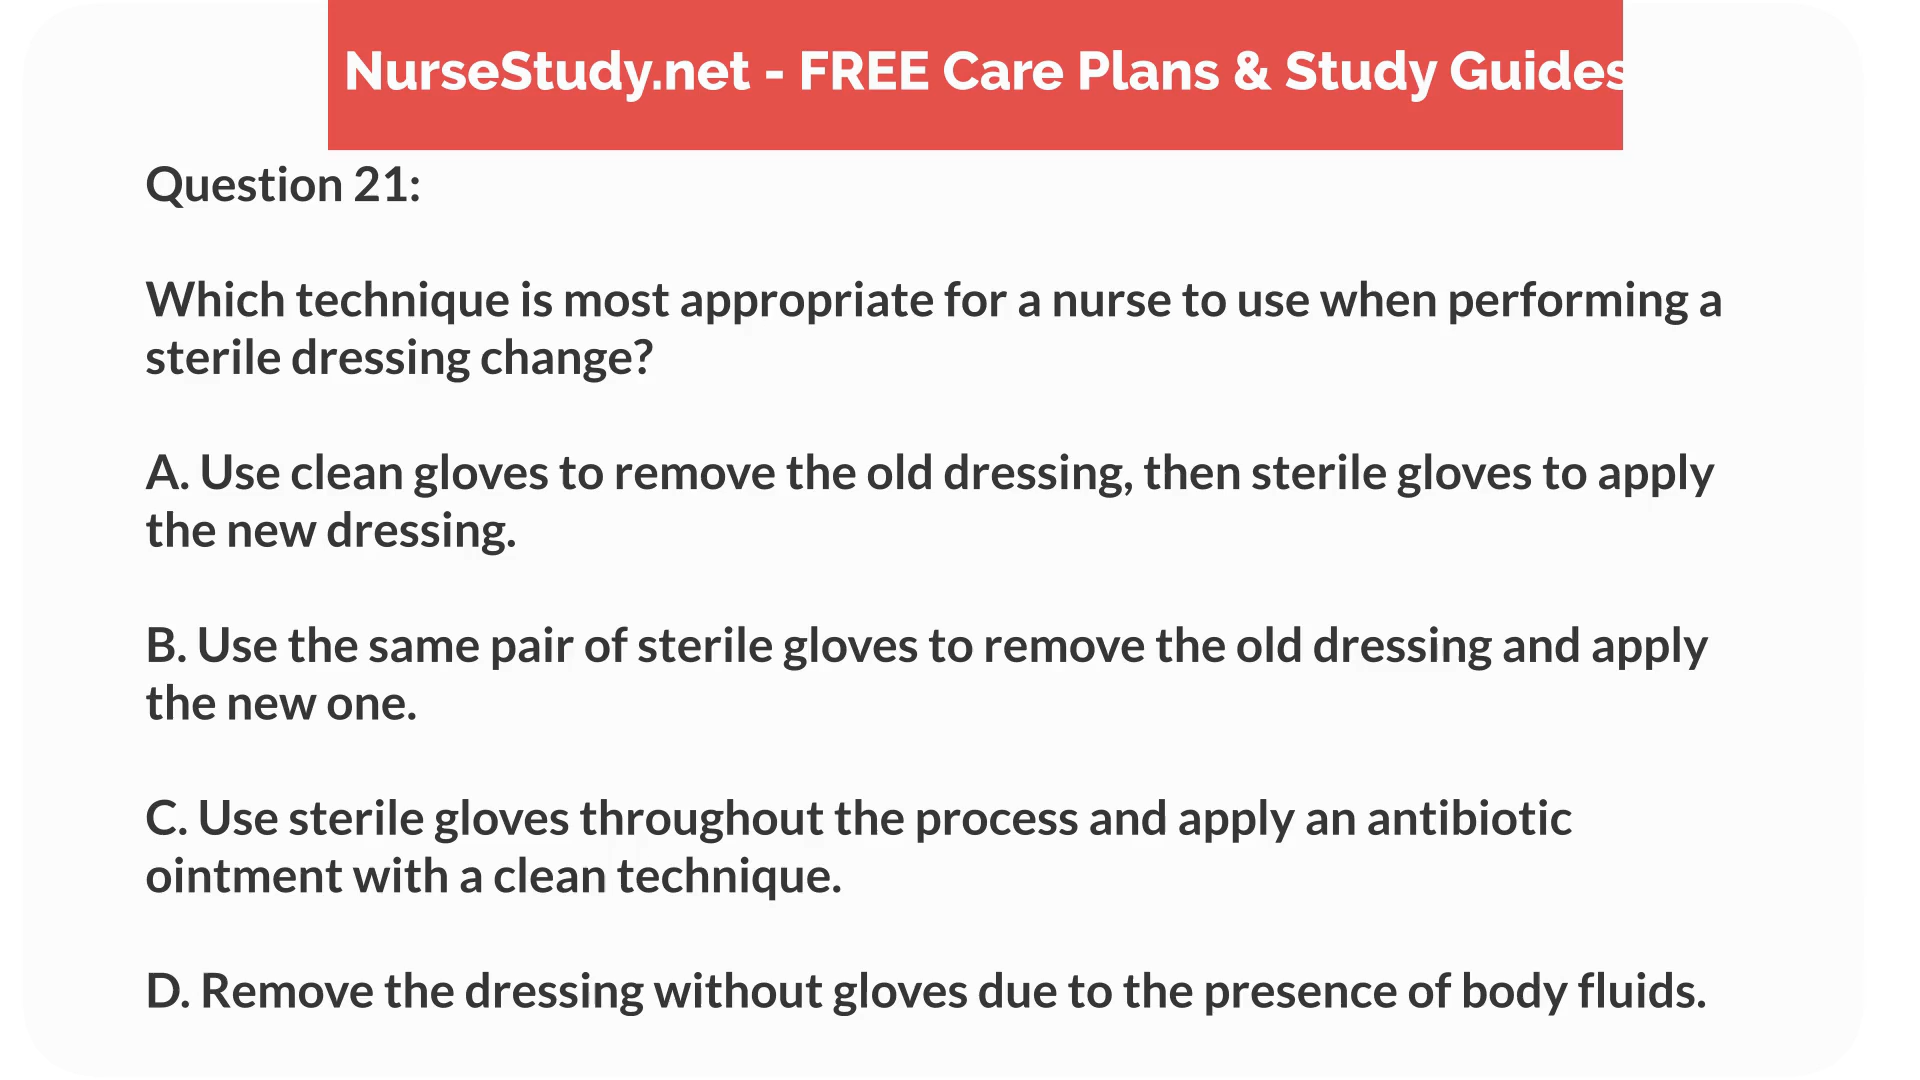 NurseStudy.net - FREE Care Plans & Study Guides
Question 21:
Which technique is most appropriate for a nurse to use when performing a
sterile dressing change?
A. Use clean gloves to remove the old dressing, then sterile gloves to apply
the new dressing.
B. Use the same pair of sterile gloves to remove the old dressing and apply
the new one.
C. Use sterile gloves throughout the process and apply an antibiotic
ointment with a clean technique.
D. Remove the dressing without gloves due to the presence of body fluids.